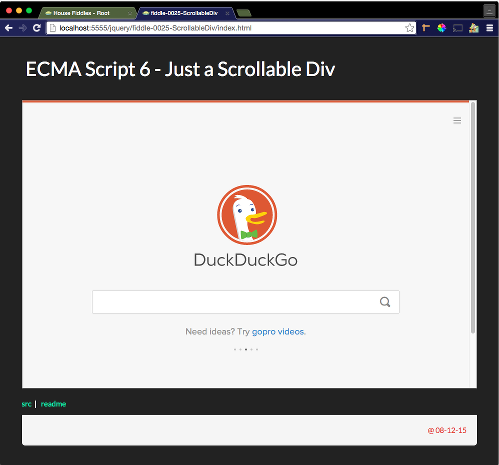 House Fiddles - Root
fiddle-0025-ScrollableDiv
localhost:5555/jquery/fiddle-0025-ScrollableDiv/index.html
ECMA Script 6 - Just a Scrollable Div
DuckDuckGo
Need ideas? Try gopro videos.
src | readme
@ 08-12-15